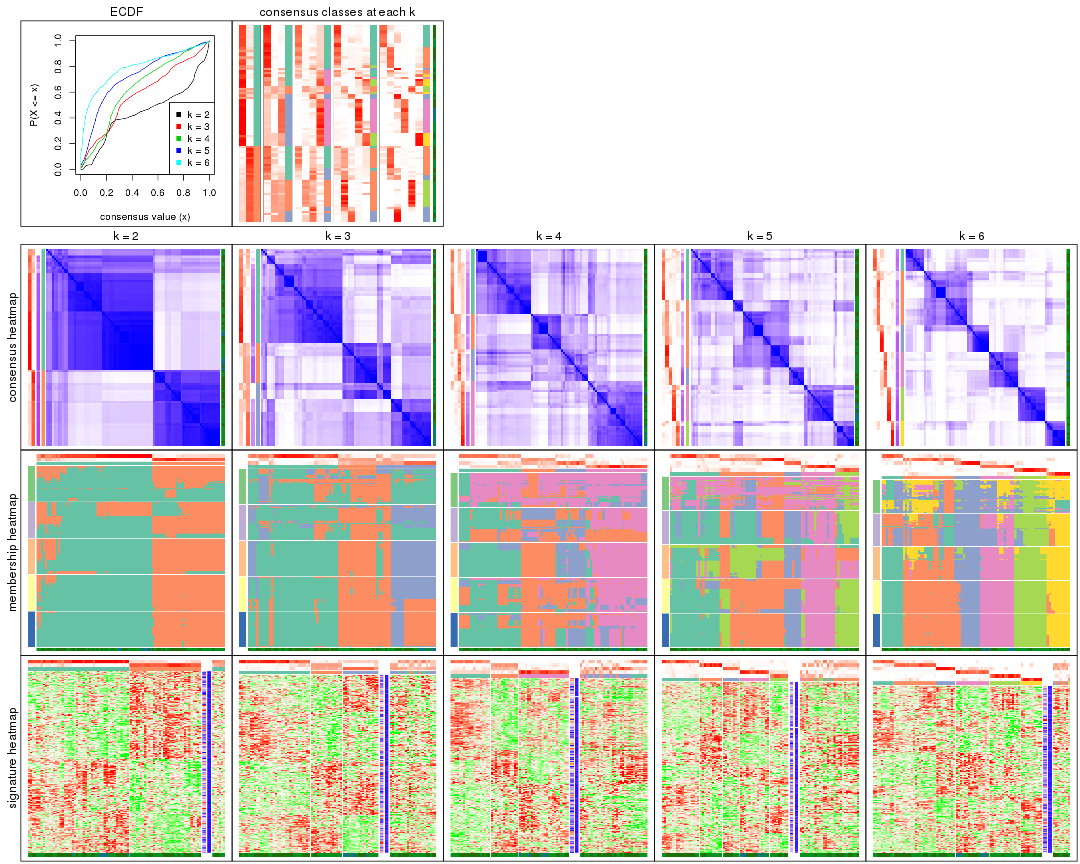 ECDF
consensus classes at each k
P(X <= x)
0.0 0.2 0.4 0.6 0.8 1.0
k = 2
k = 3
k = 4
k = 5
k = 6
0.0 0.2 0.4 0.6 0.8 1.0
consensus value (x)
k = 2 k = 3 k = 4 k = 5 k = 6
consensus heatmap
membership heatmap
signature heatmap